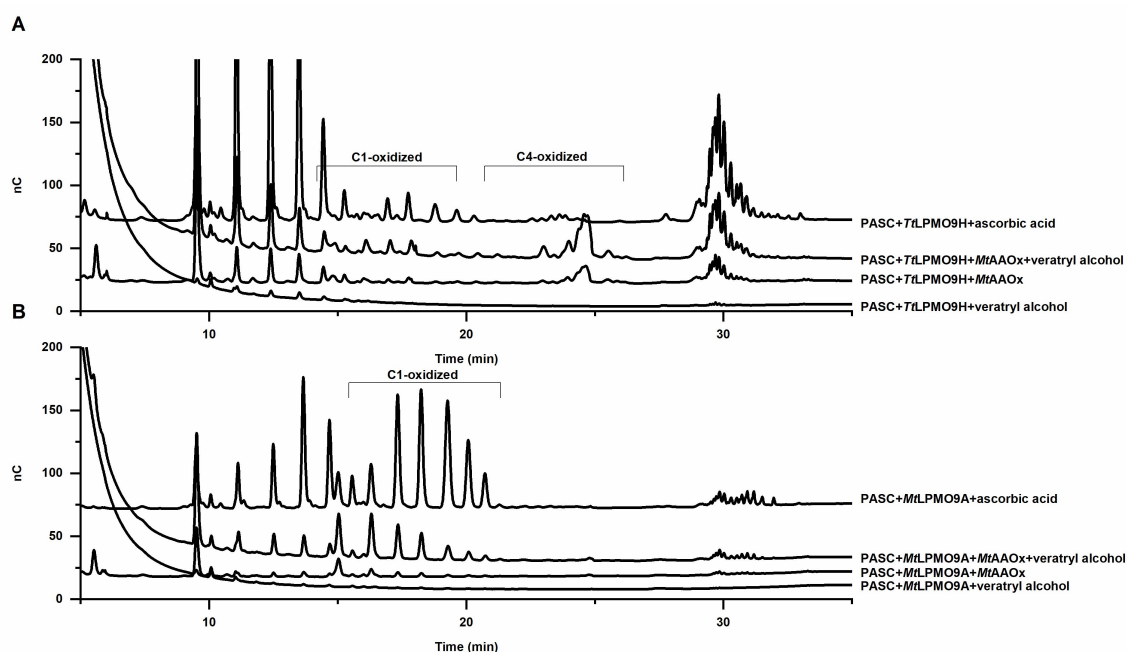 A
200
150
100
50
0
nC
C1-oxidized
C4-oxidized
PASC+TtLPMO9H+ascorbic acid
PASC+TtLPMO9H+MtAAOx+veratryl alcohol
PASC+TtLPMO9H+MtAAOx
PASC+TtLPMO9H+veratryl alcohol
10
20
30
Time (min)
B
200
150
100
50
0
nC
C1-oxidized
PASC+MtLPMO9A+ascorbic acid
PASC+MtLPMO9A+MtAAOx+veratryl alcohol
PASC+MtLPMO9A+MtAAOx
PASC+MtLPMO9A+veratryl alcohol
10
20
30
Time (min)